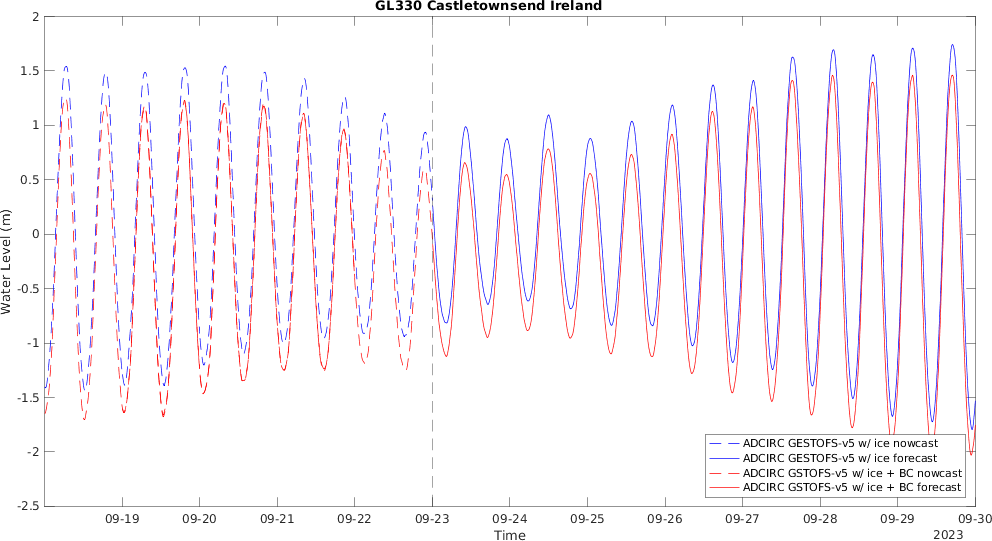 GL330 Castletownsend Ireland
2
1.5
1
0.5
0
-0.5
-1
-1.5
-2
-2.5
Water Level (m)
ADCIRC GESTOFS-v5 w/ ice nowcast
ADCIRC GESTOFS-v5 w/ ice forecast
ADCIRC GSTOFS-v5 w/ ice + BC nowcast
ADCIRC GSTOFS-v5 w/ ice + BC forecast
09-19 09-20 09-21 09-22 09-23 09-24 09-25 09-26 09-27 09-28 09-29 09-30
Time
2023